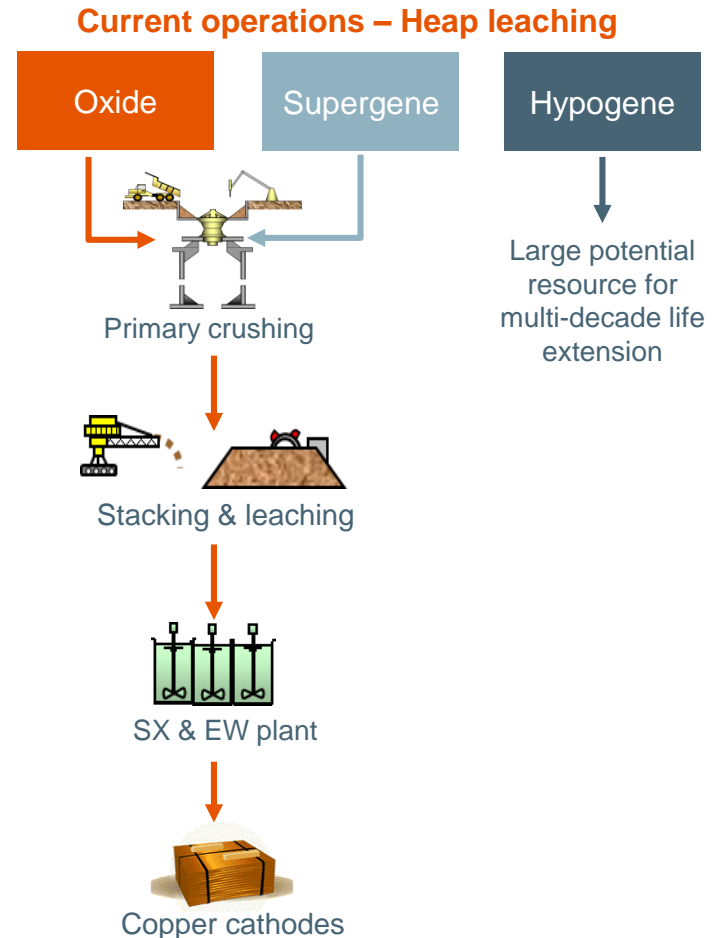 Current operations – Heap leaching
Oxide
Supergene
Hypogene
Large potential
resource for
multi-decade life
extension
Primary crushing
Stacking & leaching
SX & EW plant
Copper cathodes